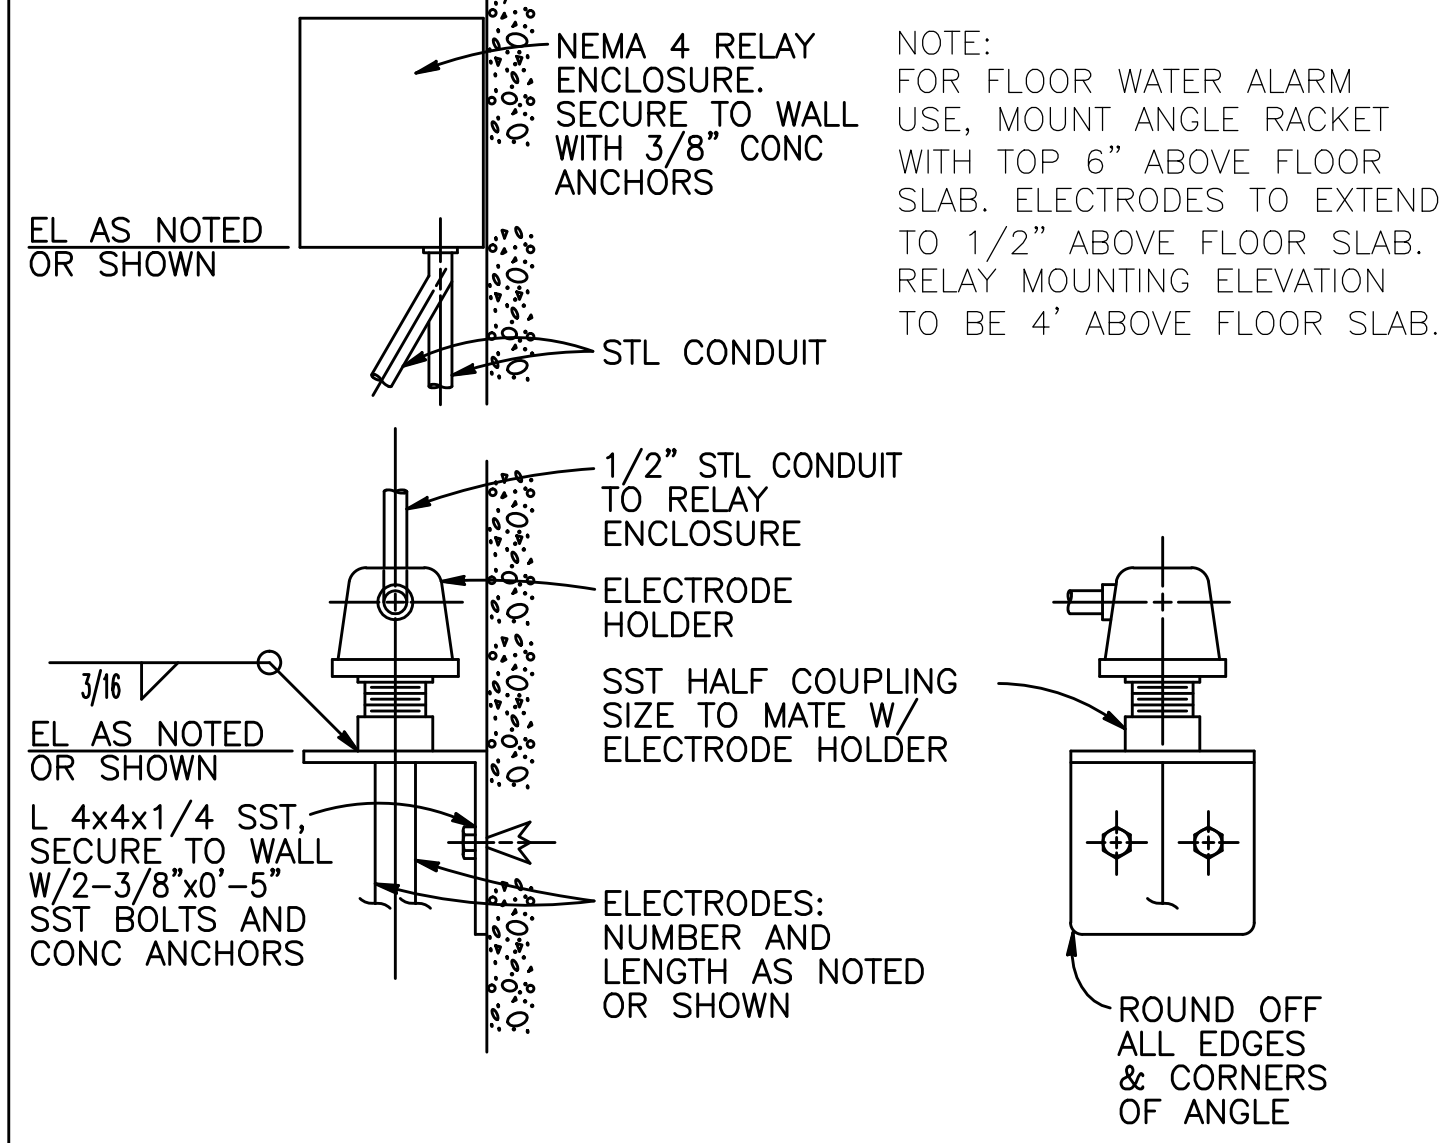 NEMA 4 RELAY
ENCLOSURE.
SECURE TO WALL
WITH 3/8" CONC
ANCHORS
NOTE:
FOR FLOOR WATER ALARM
USE, MOUNT ANGLE RACKET
WITH TOP 6" ABOVE FLOOR
SLAB. ELECTRODES TO EXTEND
TO 1/2" ABOVE FLOOR SLAB.
RELAY MOUNTING ELEVATION
TO BE 4' ABOVE FLOOR SLAB.
EL AS NOTED
OR SHOWN
STL CONDUIT
1/2" STL CONDUIT
TO RELAY
ENCLOSURE
ELECTRODE
HOLDER
3/16
SST HALF COUPLING
SIZE TO MATE W/
ELECTRODE HOLDER
EL AS NOTED
OR SHOWN
L 4x4x1/4 SST,
SECURE TO WALL
W/2-3/8"x0'-5"
SST BOLTS AND
CONC ANCHORS
ELECTRODES:
NUMBER AND
LENGTH AS NOTED
OR SHOWN
ROUND OFF
ALL EDGES
& CORNERS
OF ANGLE